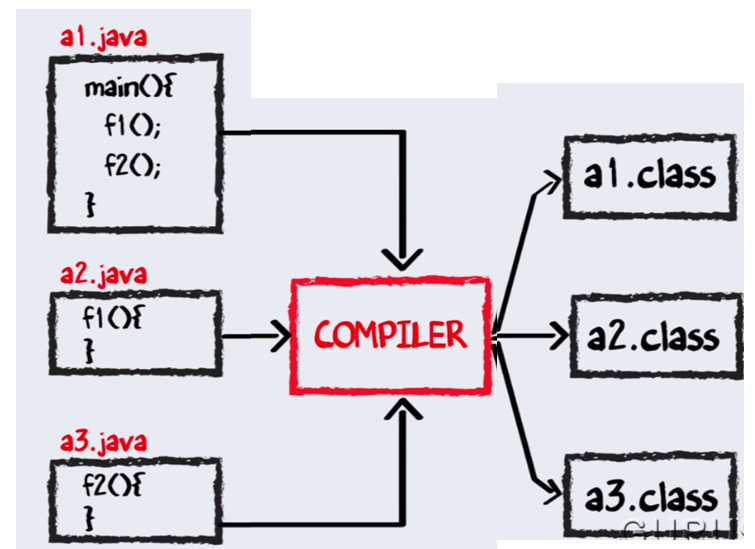 a1.java
main(){
f1();
f2();
}
a2.java
f1(){
}
a3.java
f2(){
}
COMPILER
a1.class
a2.class
a3.class